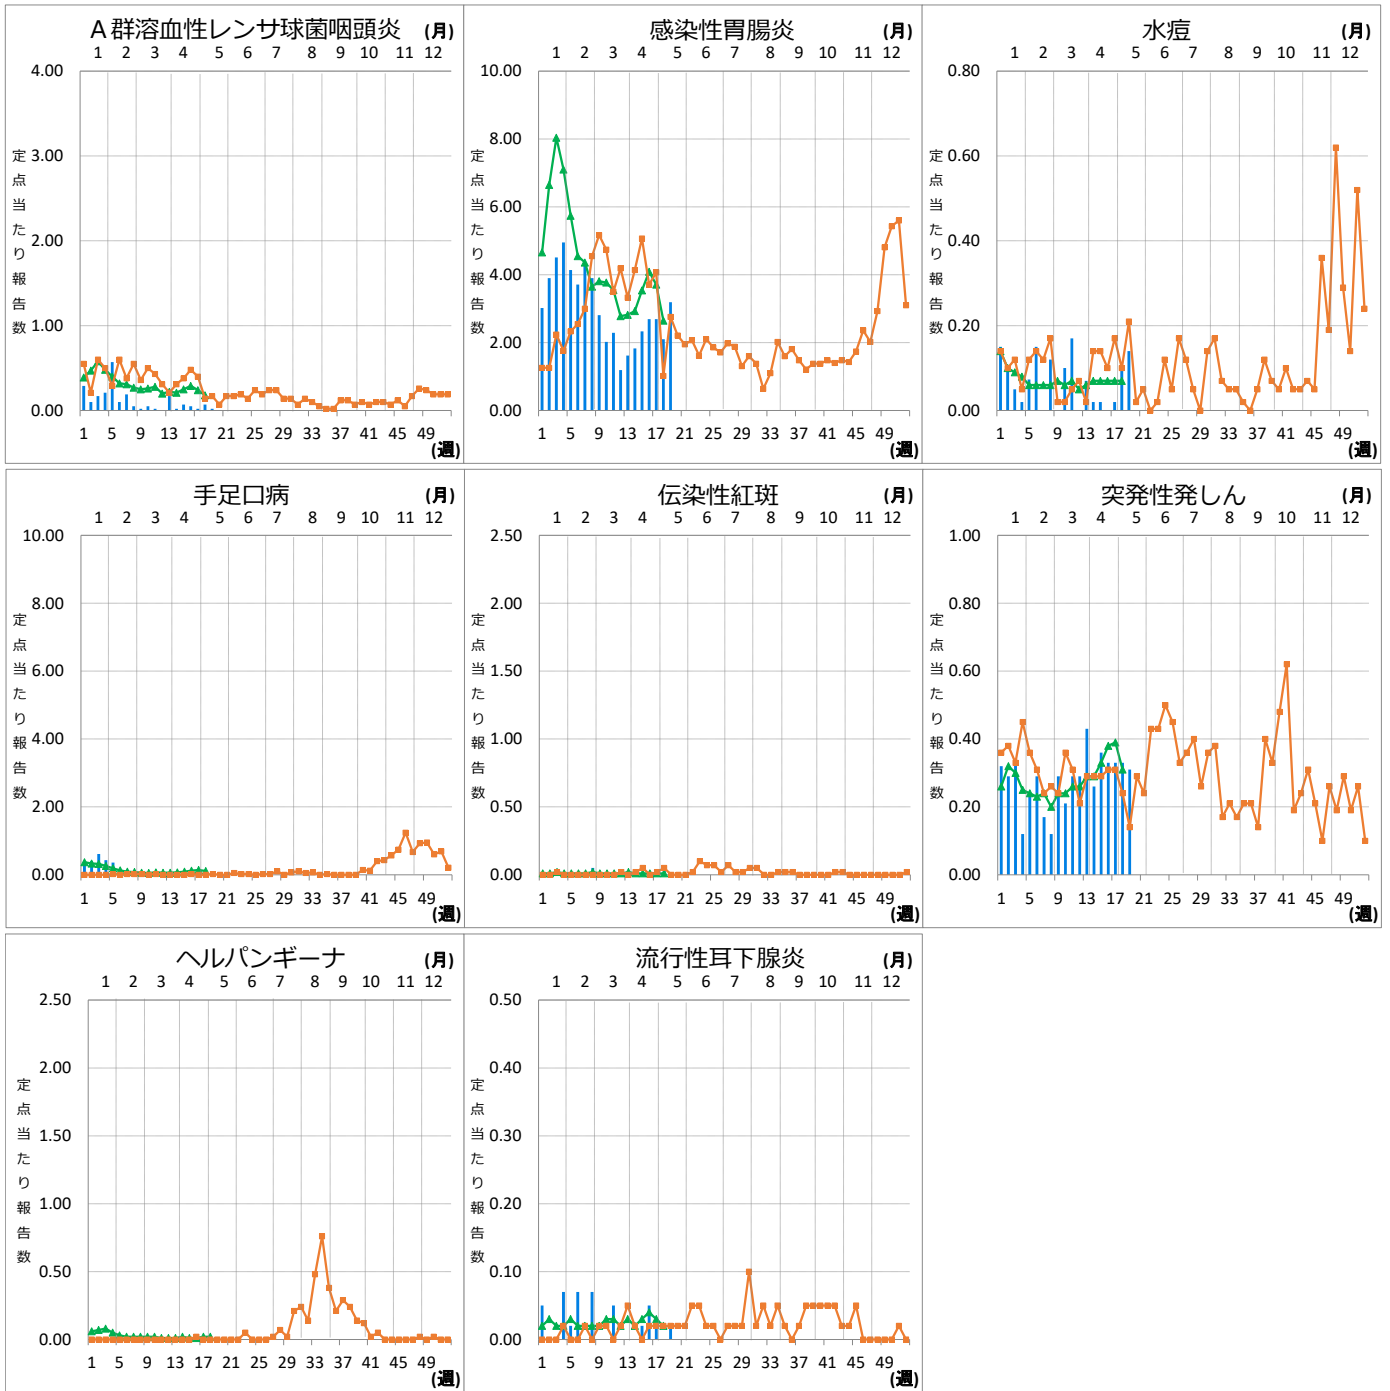 A群溶血性レンサ球菌咽頭炎 (月)
1 2 3 4 5 6 7 8 9 10 11 12
4.00
3.00
2.00
1.00
0.00
定点当たり報告数
1 5 9 13 17 21 25 29 33 37 41 45 49
(週)
感染性胃腸炎 (月)
1 2 3 4 5 6 7 8 9 10 11 12
10.00
8.00
6.00
4.00
2.00
0.00
定点当たり報告数
1 5 9 13 17 21 25 29 33 37 41 45 49
(週)
水痘 (月)
1 2 3 4 5 6 7 8 9 10 11 12
0.80
0.60
0.40
0.20
0.00
定点当たり報告数
1 5 9 13 17 21 25 29 33 37 41 45 49
(週)
手足口病 (月)
1 2 3 4 5 6 7 8 9 10 11 12
10.00
8.00
6.00
4.00
2.00
0.00
定点当たり報告数
1 5 9 13 17 21 25 29 33 37 41 45 49
(週)
伝染性紅斑 (月)
1 2 3 4 5 6 7 8 9 10 11 12
2.50
2.00
1.50
1.00
0.50
0.00
定点当たり報告数
1 5 9 13 17 21 25 29 33 37 41 45 49
(週)
突発性発しん (月)
1 2 3 4 5 6 7 8 9 10 11 12
1.00
0.80
0.60
0.40
0.20
0.00
定点当たり報告数
1 5 9 13 17 21 25 29 33 37 41 45 49
(週)
ヘルパンギーナ (月)
1 2 3 4 5 6 7 8 9 10 11 12
2.50
2.00
1.50
1.00
0.50
0.00
定点当たり報告数
1 5 9 13 17 21 25 29 33 37 41 45 49
(週)
流行性耳下腺炎 (月)
1 2 3 4 5 6 7 8 9 10 11 12
0.50
0.40
0.30
0.20
0.10
0.00
定点当たり報告数
1 5 9 13 17 21 25 29 33 37 41 45 49
(週)